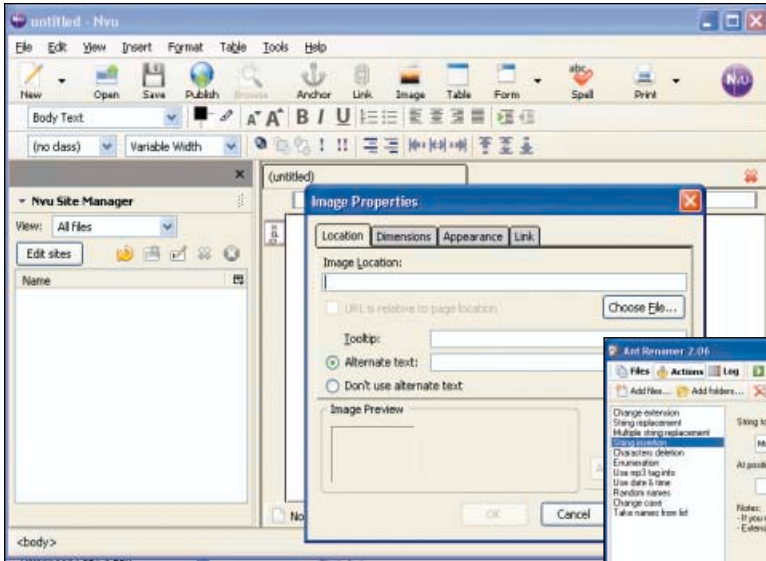 untitled - Nvu
File Edit View Insert Format Table Tools Help
New Open Save Publish Browse Anchor Link Image Table Form Spell Print
Body Text
B I U
(no class) Variable Width
(untitled)
Nvu Site Manager
View: All files
Edit sites
Name
Image Properties
Location Dimensions Appearance Link
Image Location:
URL is relative to page location
Choose File...
Tooltip:
Alternate text:
Don't use alternate text
Image Preview
OK Cancel
<body>
Ant Renamer 2.06
Files Actions Log
Add files... Add folders...
Change extension
String replacement
Multiple string replacement
String insertion
Characters deletion
Enumeration
Use mp3 tag info
Use date & time
Random names
Change case
Take names from list
String to
At
Notes:
- If you